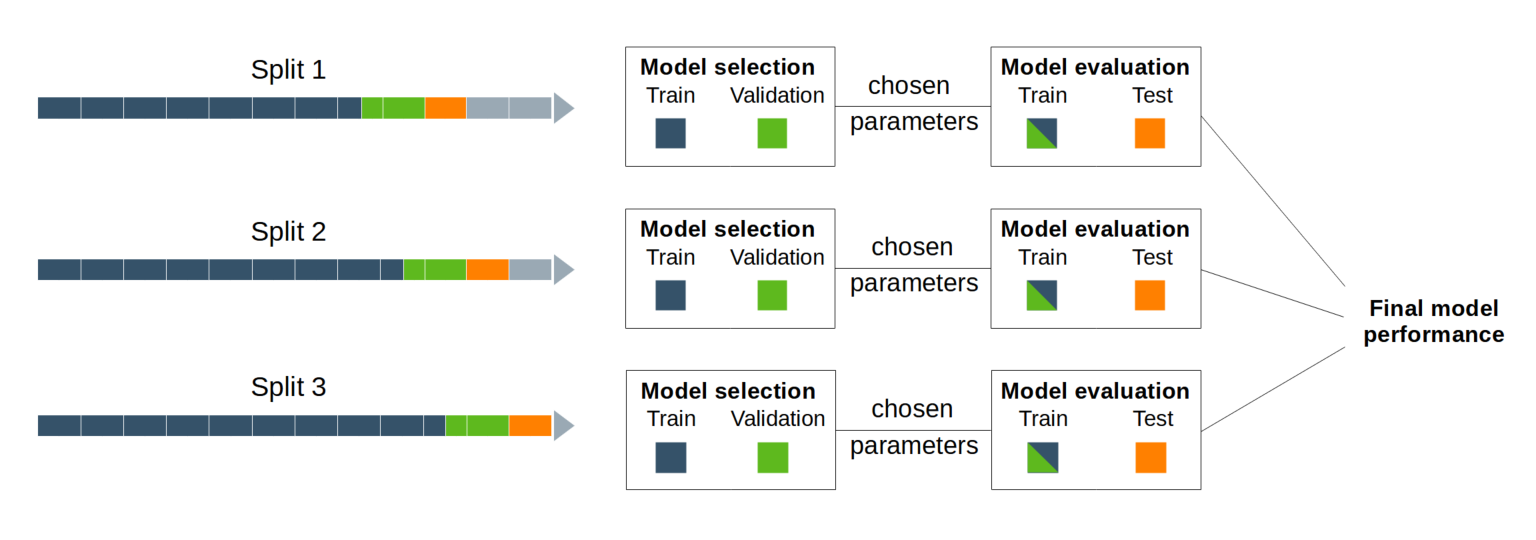 Split 1
Model selection
Train Validation
chosen
parameters
Model evaluation
Train Test
Split 2
Model selection
Train Validation
chosen
parameters
Model evaluation
Train Test
Split 3
Model selection
Train Validation
chosen
parameters
Model evaluation
Train Test
Final model
performance